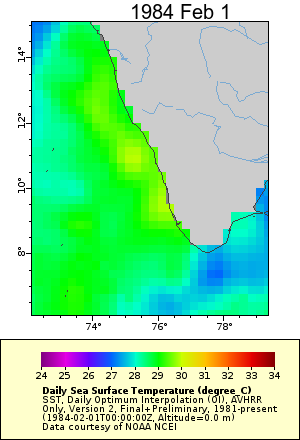 1984 Feb 1
14°
12°
10°
8°
74°
76°
78°
24 25 26 27 28 29 30 31 32 33 34
Daily Sea Surface Temperature (degree_C)
SST, Daily Optimum Interpolation (OI), AVHRR
Only, Version 2, Final+Preliminary, 1981-present
(1984-02-01T00:00:00Z, Altitude=0.0 m)
Data courtesy of NOAA NCEI